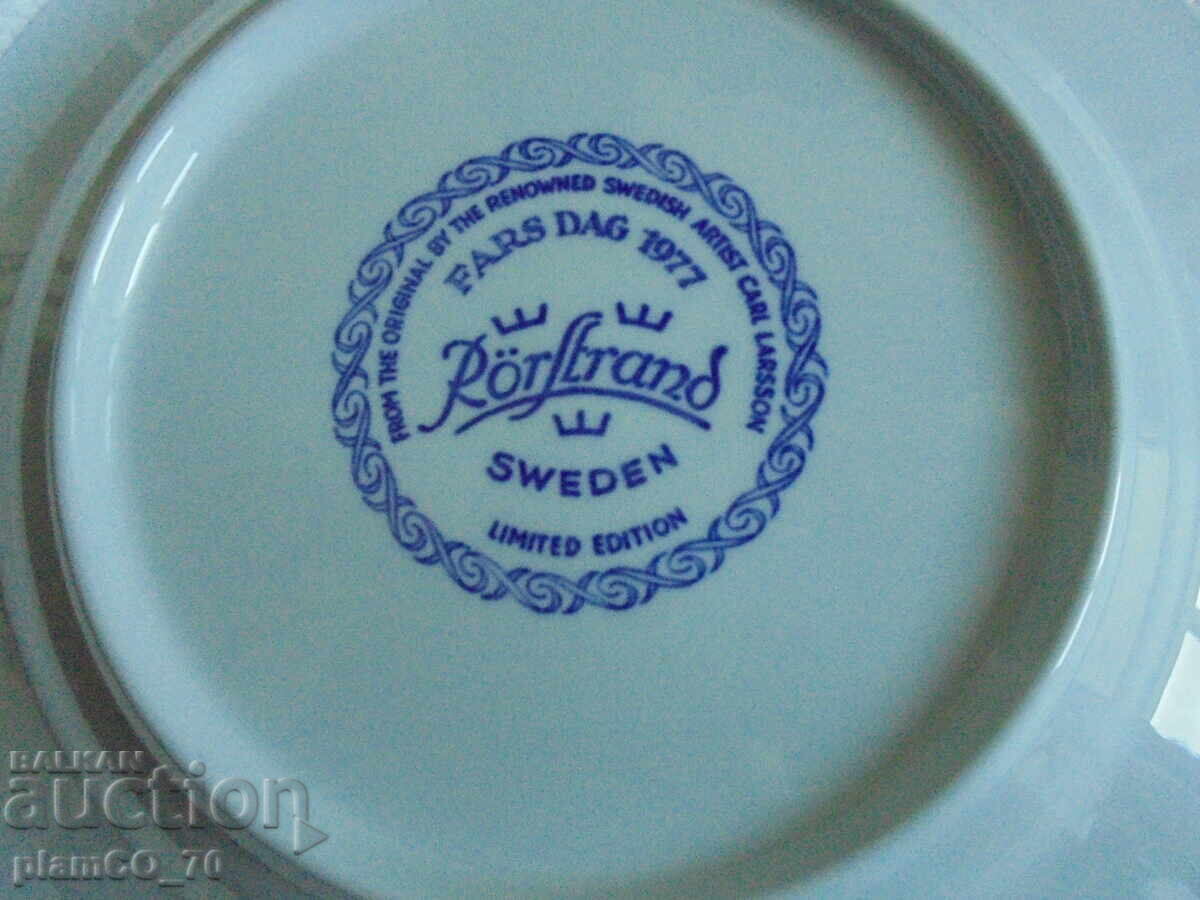 FROM THE ORIGINAL BY THE RENOWNED SWEDISH ARTIST CARL LARSSON
FARS DAG 1977
Rörstrand
SWEDEN
LIMITED EDITION
BALKAN
auction
plamCO_70